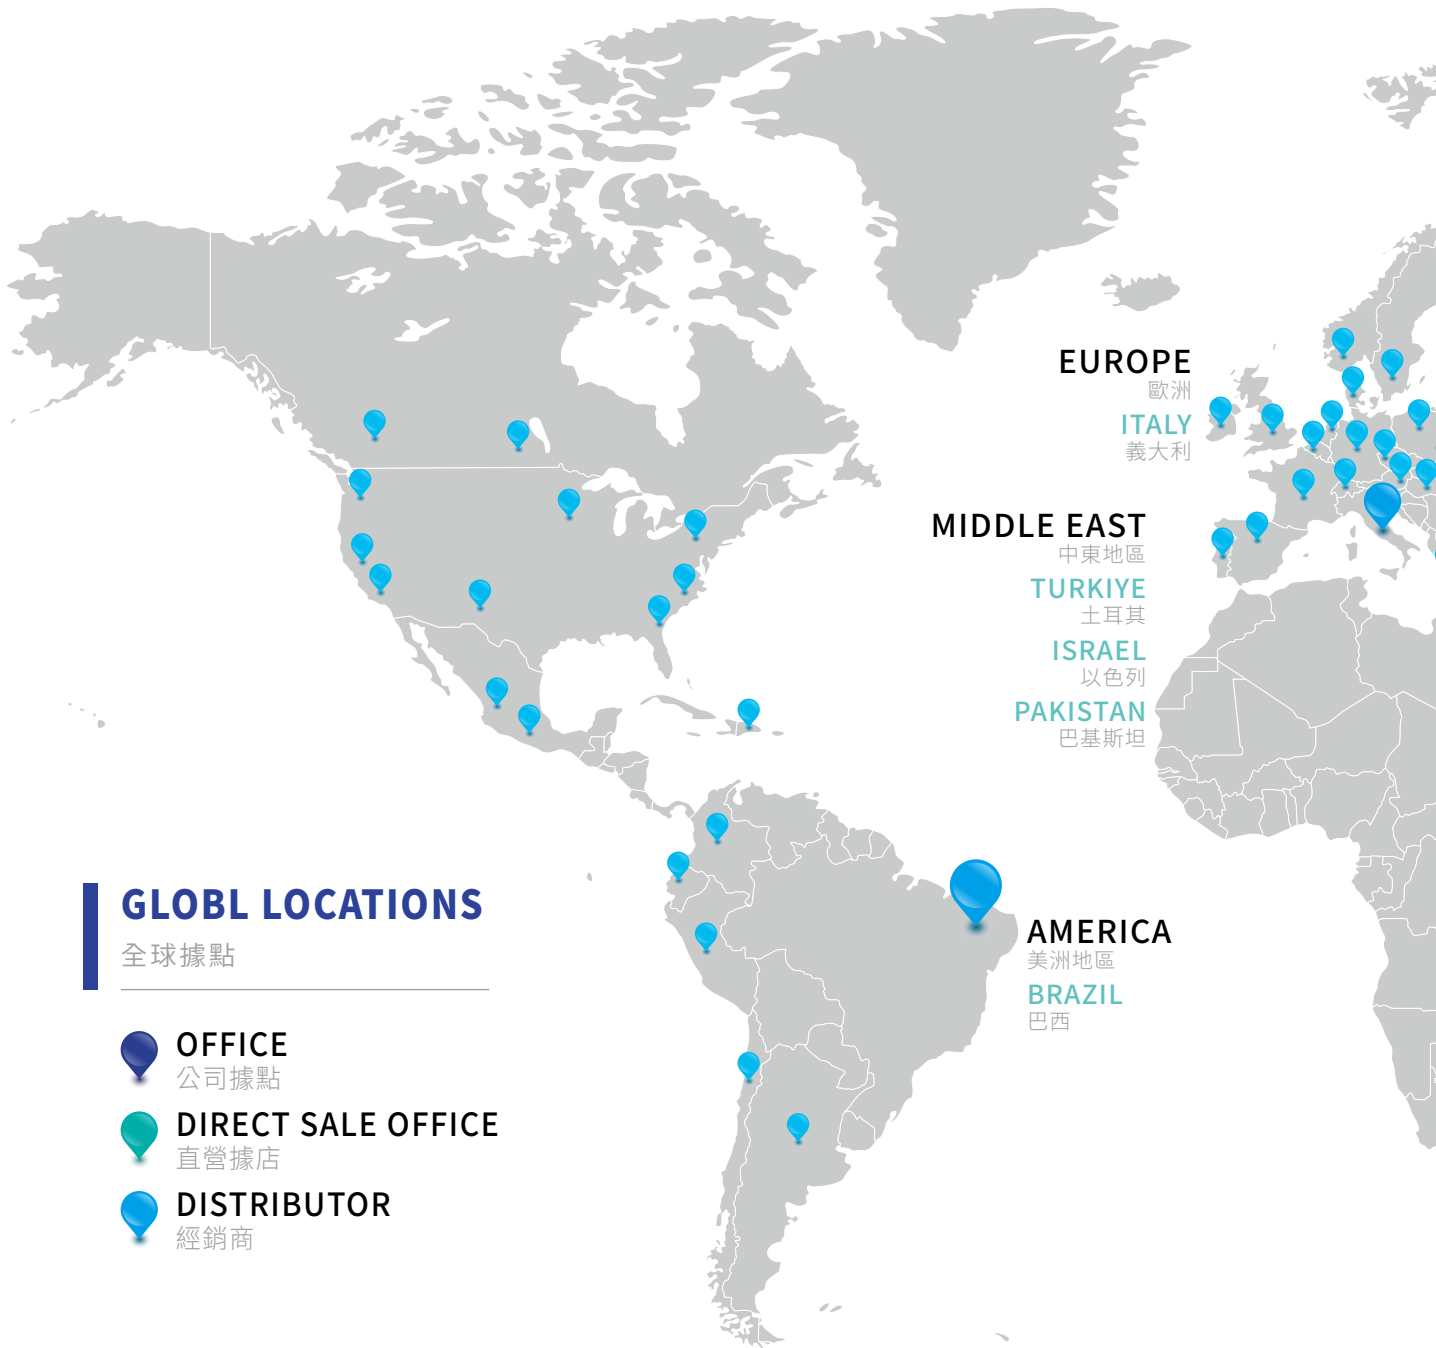 EUROPE
歐洲
ITALY
義大利
MIDDLE EAST
中東地區
TURKIYE
土耳其
ISRAEL
以色列
PAKISTAN
巴基斯坦
AMERICA
美洲地區
BRAZIL
巴西
GLOBL LOCATIONS
全球據點
OFFICE
公司據點
DIRECT SALE OFFICE
直營據店
DISTRIBUTOR
經銷商